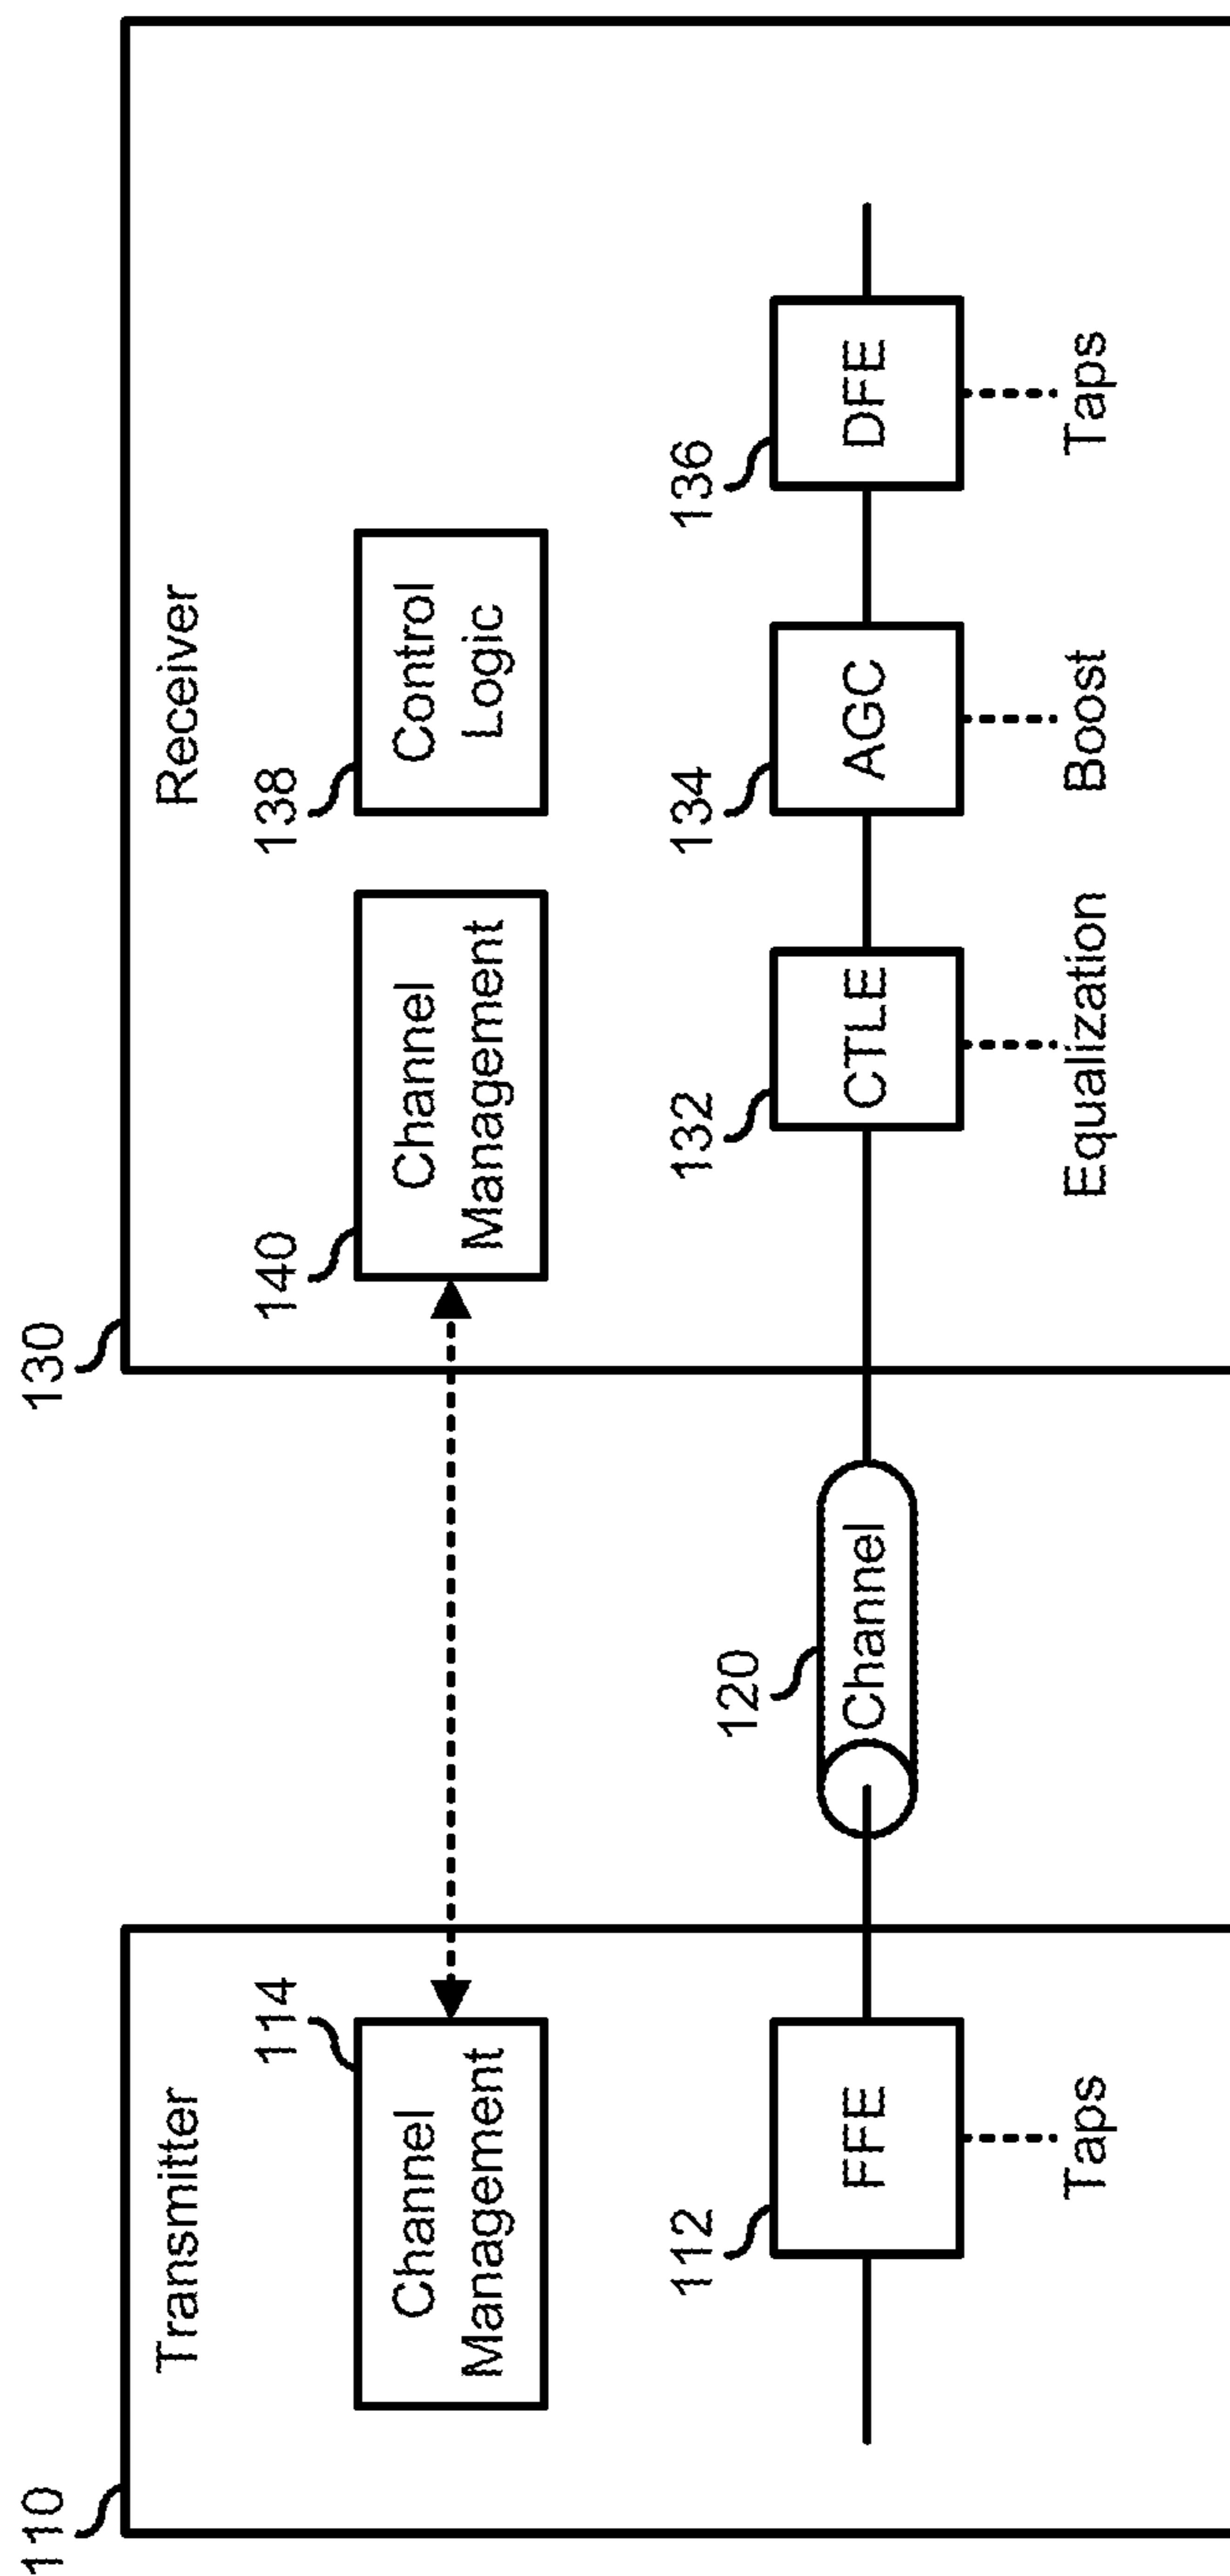 110
130
Transmitter
Receiver
114
140
138
Channel
Management
Channel
Management
Control
Logic
112
120
132
134
136
FFE
Channel
CTLE
AGC
DFE
Taps
Equalization
Boost
Taps